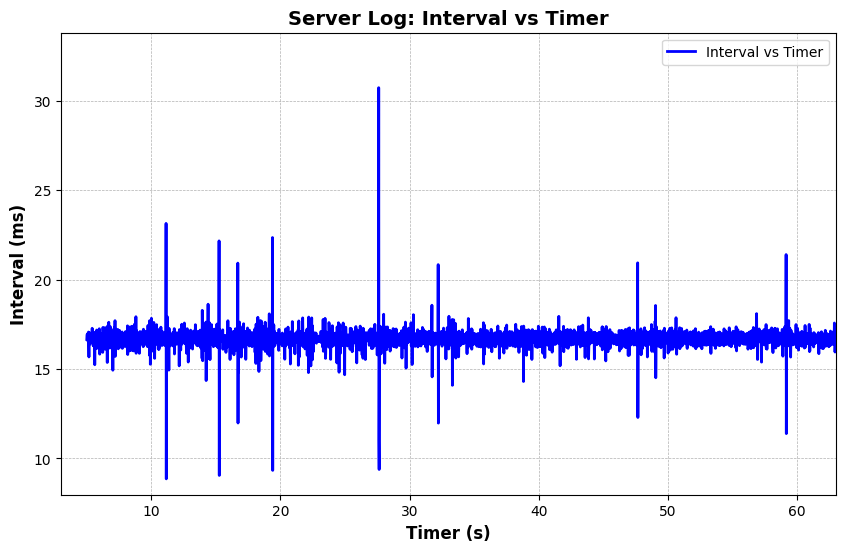 Server Log: Interval vs Timer
Interval vs Timer
30
25
20
15
10
Interval (ms)
10 20 30 40 50 60
Timer (s)